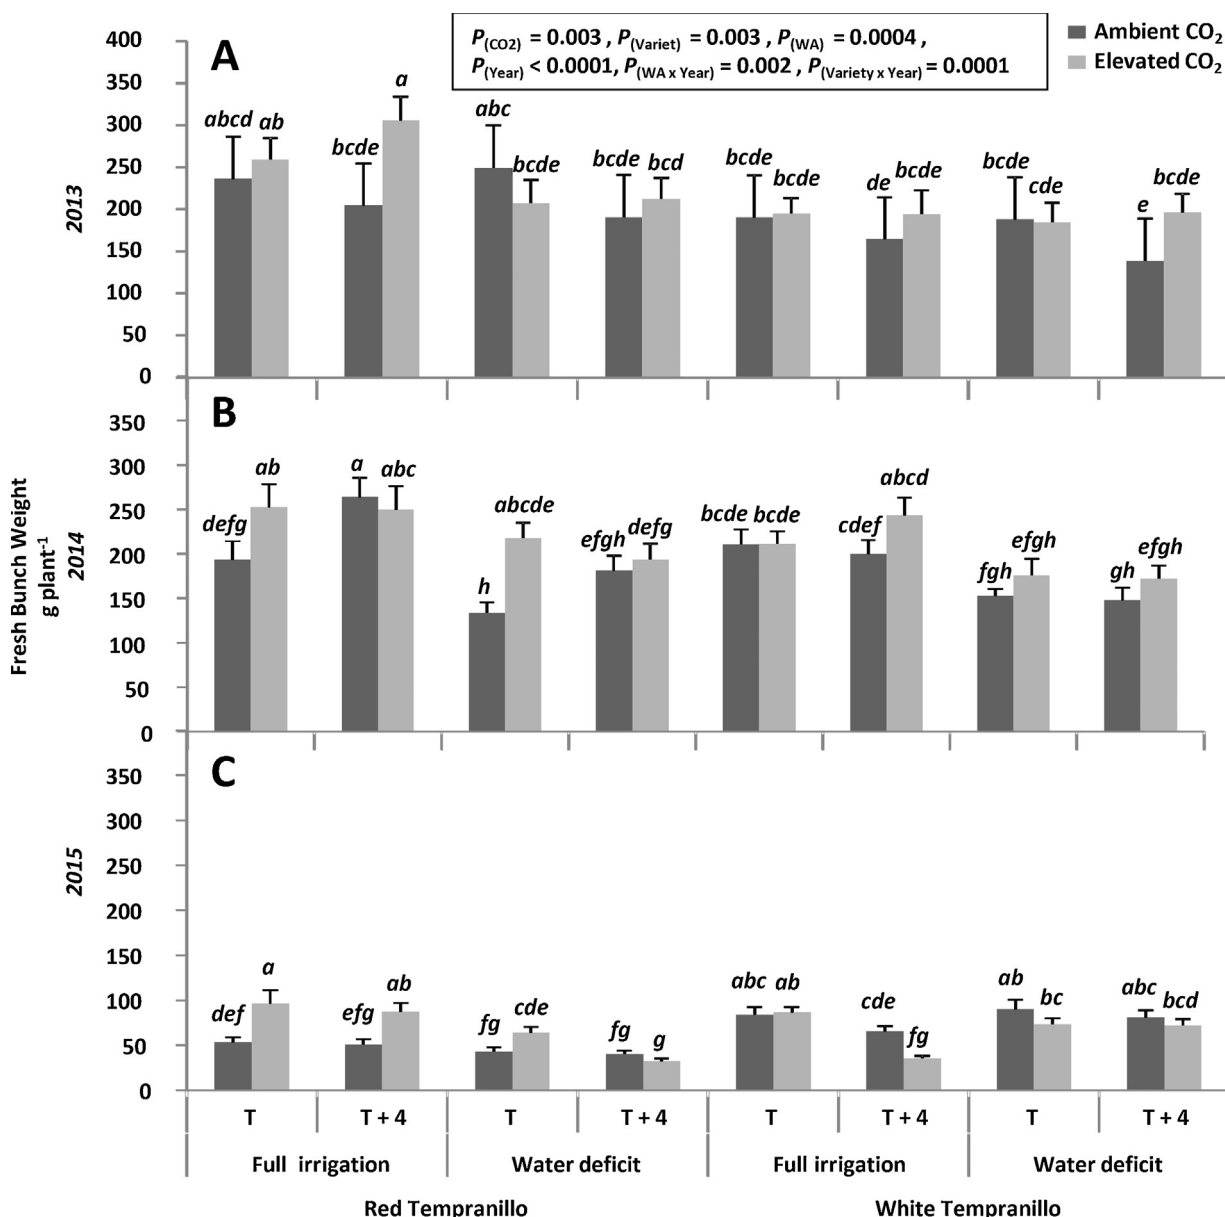 P(CO2) = 0.003 , P(Variet) = 0.003 , P(WA) = 0.0004 ,
P(Year) < 0.0001, P(WA x Year) = 0.002 , P(Variety x Year) = 0.0001
Ambient CO2
Elevated CO2
A
2013
400
350
300
250
200
150
100
50
0
abcd ab bcde a abc bcde bcde bcd bcde bcde de bcde bcde cde e bcde
B
Fresh Bunch Weight
g plant-1
2014
350
300
250
200
150
100
50
0
defg ab a abc h abcde efgh defg bcde bcde cdef abcd fgh efgh gh efgh
C
2015
350
300
250
200
150
100
50
0
def a efg ab fg cde fg g abc ab cde fg ab bc abc bcd
T T + 4 T T + 4 T T + 4 T T + 4
Full irrigation Water deficit Full irrigation Water deficit
Red Tempranillo White Tempranillo